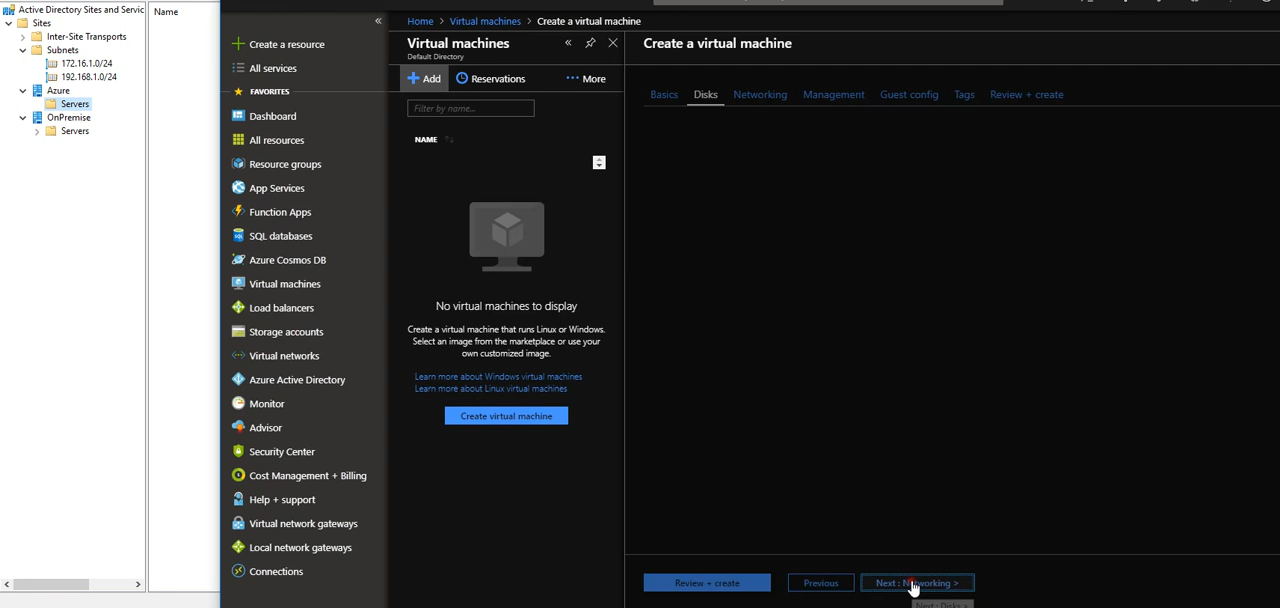 Active Directory Sites and Servic
Sites
Inter-Site Transports
Subnets
172.16.1.0/24
192.168.1.0/24
Azure
Servers
OnPremise
Servers
Name
Create a resource
All services
FAVORITES
Dashboard
All resources
Resource groups
App Services
Function Apps
SQL databases
Azure Cosmos DB
Virtual machines
Load balancers
Storage accounts
Virtual networks
Azure Active Directory
Monitor
Advisor
Security Center
Cost Management + Billing
Help + support
Virtual network gateways
Local network gateways
Connections
Home > Virtual machines > Create a virtual machine
Virtual machines
Default Directory
Add Reservations ••• More
Filter by name...
NAME
No virtual machines to display
Create a virtual machine that runs Linux or Windows.
Select an image from the marketplace or use your
own customized image.
Learn more about Windows virtual machines
Learn more about Linux virtual machines
Create virtual machine
Create a virtual machine
Basics Disks Networking Management Guest config Tags Review + create
Review + create Previous Next : Networking >
Next : Disks >